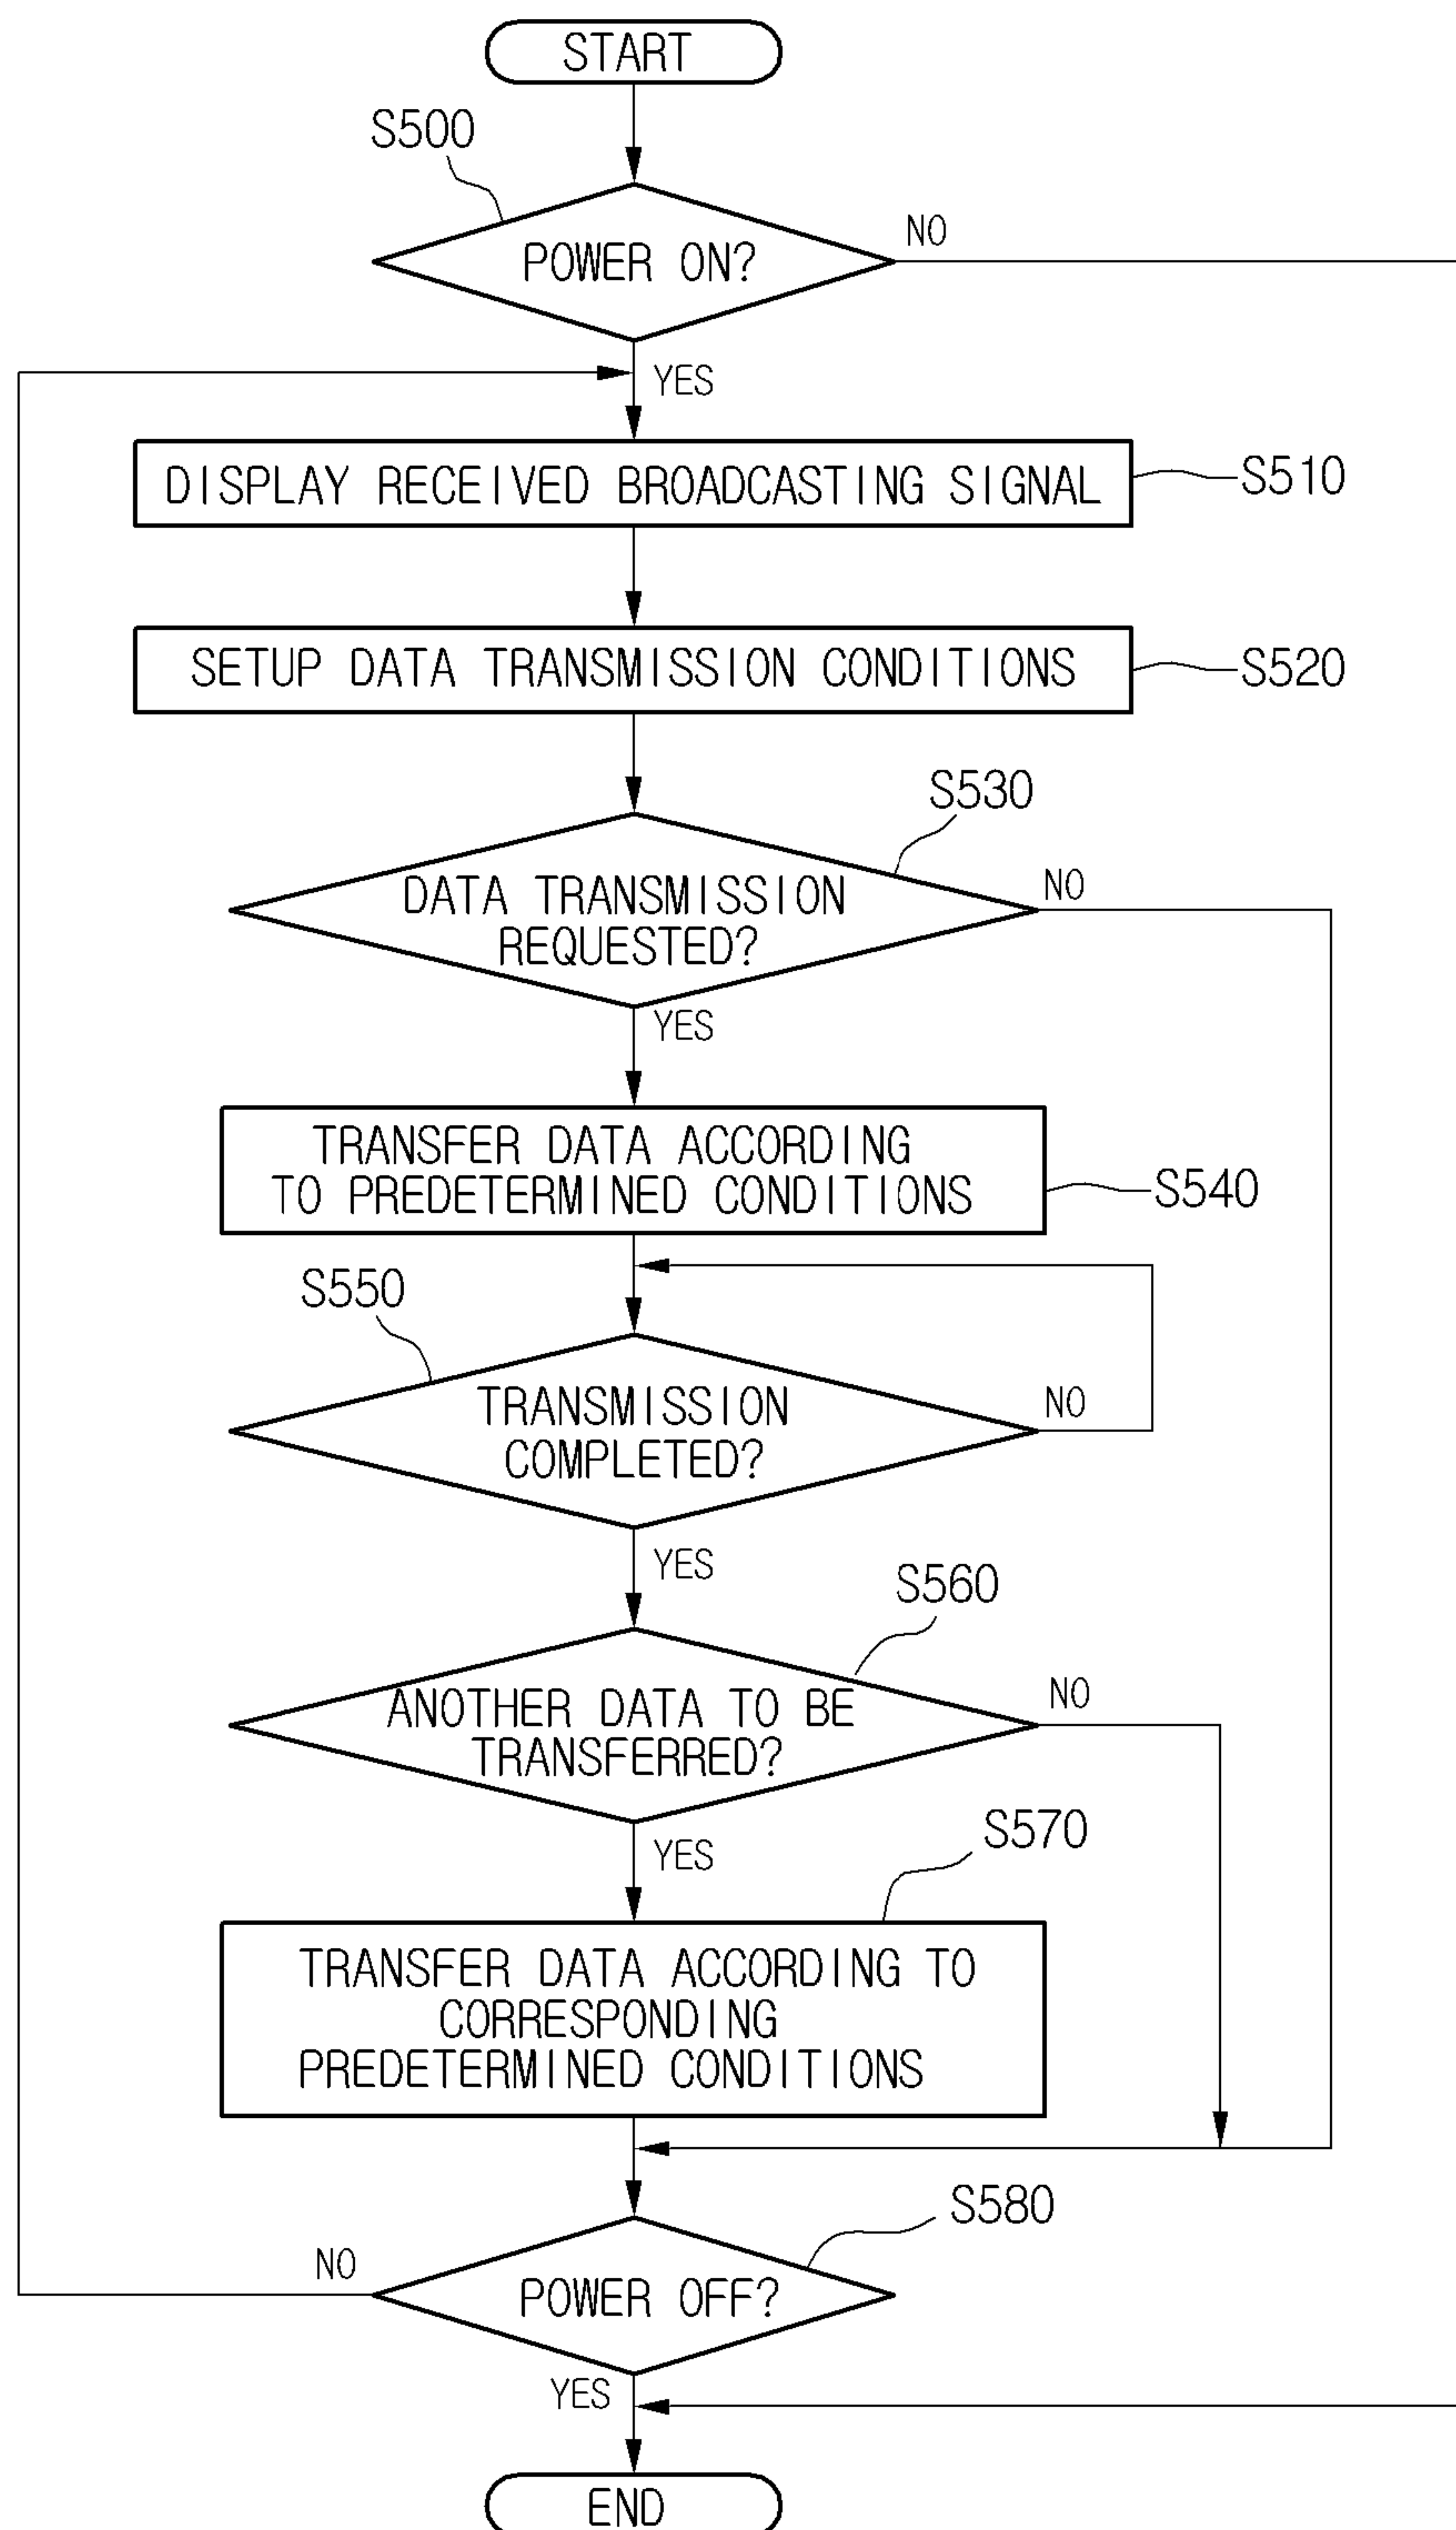 START
S500
POWER ON?
NO
YES
DISPLAY RECEIVED BROADCASTING SIGNAL
S510
SETUP DATA TRANSMISSION CONDITIONS
S520
S530
DATA TRANSMISSION
REQUESTED?
NO
YES
TRANSFER DATA ACCORDING
TO PREDETERMINED CONDITIONS
S540
S550
TRANSMISSION
COMPLETED?
NO
YES
S560
ANOTHER DATA TO BE
TRANSFERRED?
NO
YES
S570
TRANSFER DATA ACCORDING TO
CORRESPONDING
PREDETERMINED CONDITIONS
S580
NO
POWER OFF?
YES
END